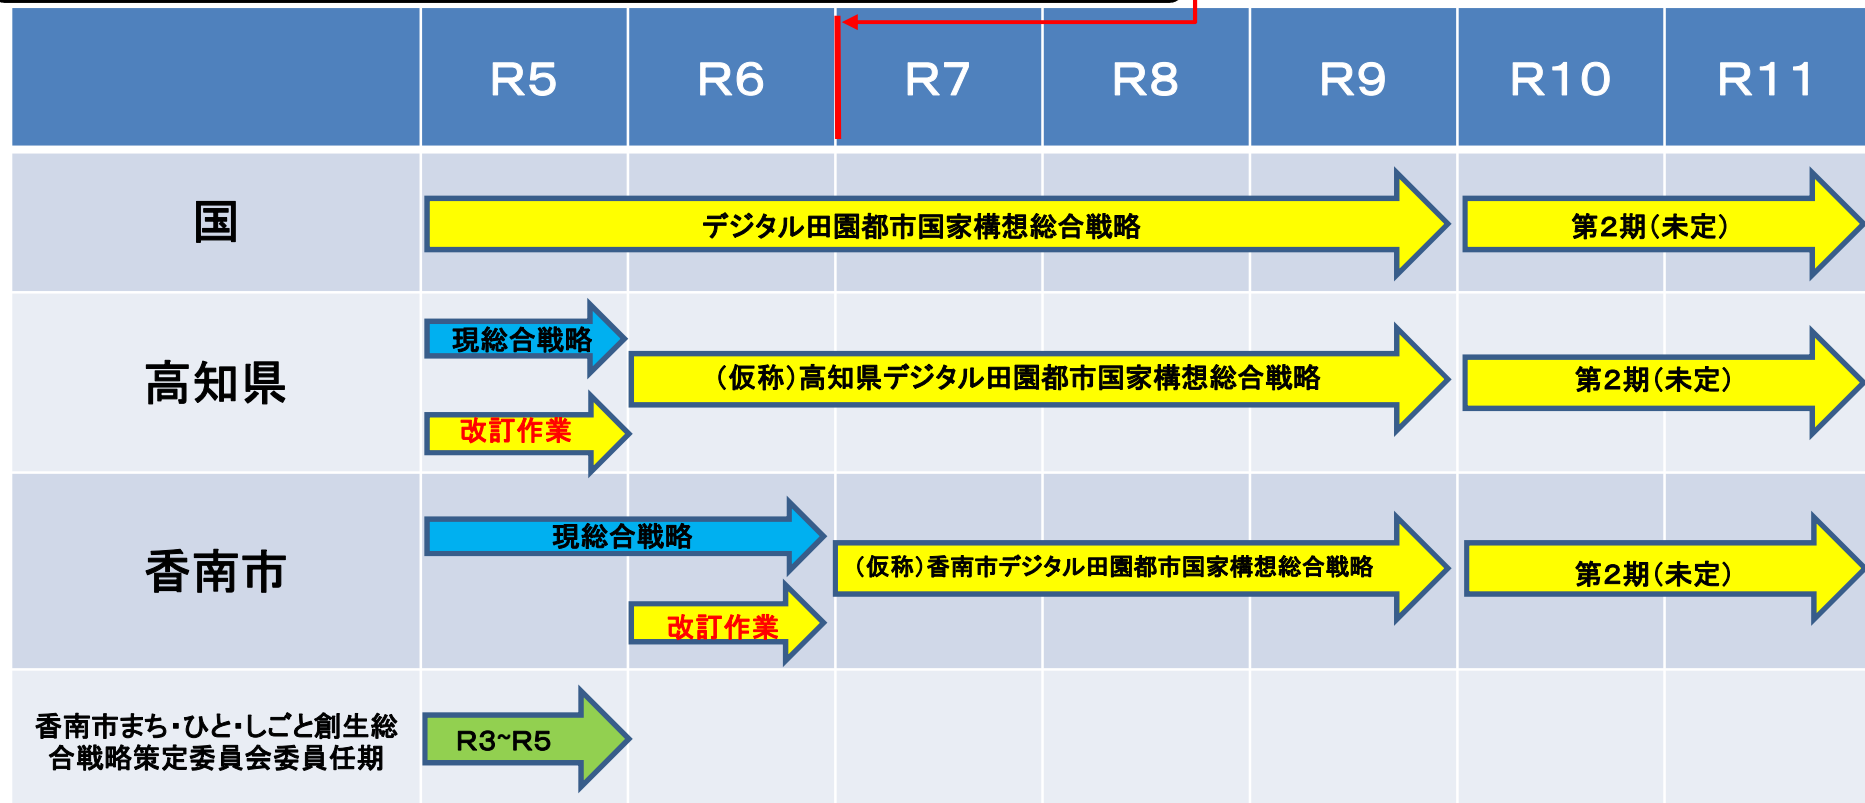 R5 R6 R7 R8 R9 R10 R11
国
デジタル田園都市国家構想総合戦略
第2期(未定)
高知県
現総合戦略
(仮称)高知県デジタル田園都市国家構想総合戦略
第2期(未定)
改訂作業
香南市
現総合戦略
(仮称)香南市デジタル田園都市国家構想総合戦略
第2期(未定)
改訂作業
香南市まち・ひと・しごと創生総
合戦略策定委員会委員任期
R3~R5